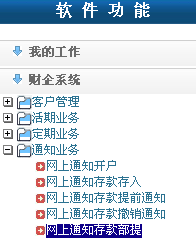 软件功能
我的工作
财企系统
客户管理
活期业务
定期业务
通知业务
网上通知开户
网上通知存款存入
网上通知存款提前通知
网上通知存款撤销通知
网上通知存款部提